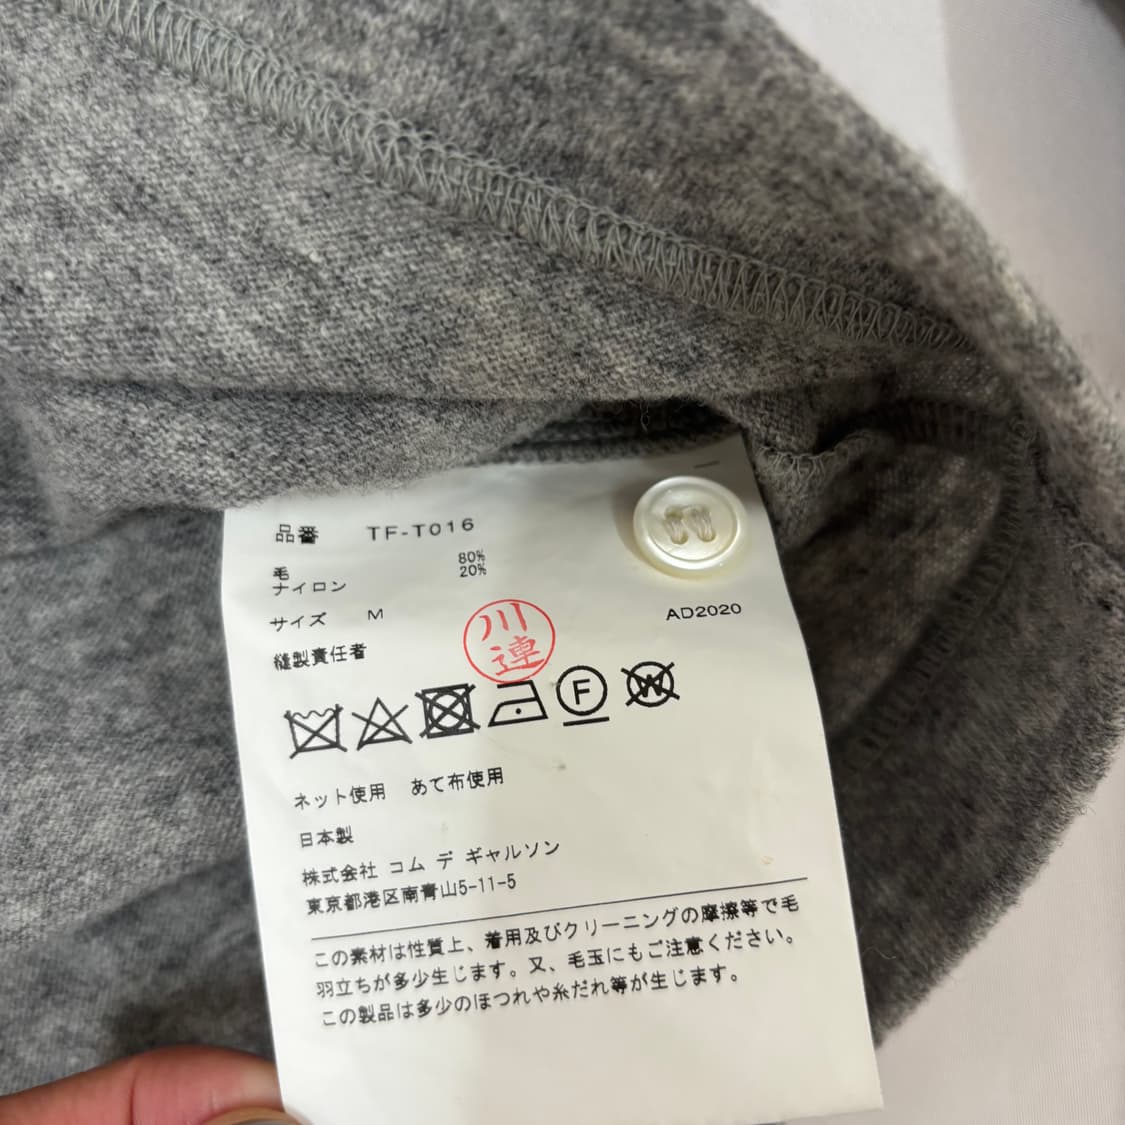 品番 TF-T016
毛 80%
ナイロン 20%
サイズ M AD2020
縫製責任者 川連
F W
ネット使用 あて布使用
日本製
株式会社 コム デ ギャルソン
東京都港区南青山5-11-5
この素材は性質上、着用及びクリーニングの摩擦等で毛
羽立ちが多少生じます。又、毛玉にもご注意ください。
この製品は多少のほつれや糸だれ等が生じます。